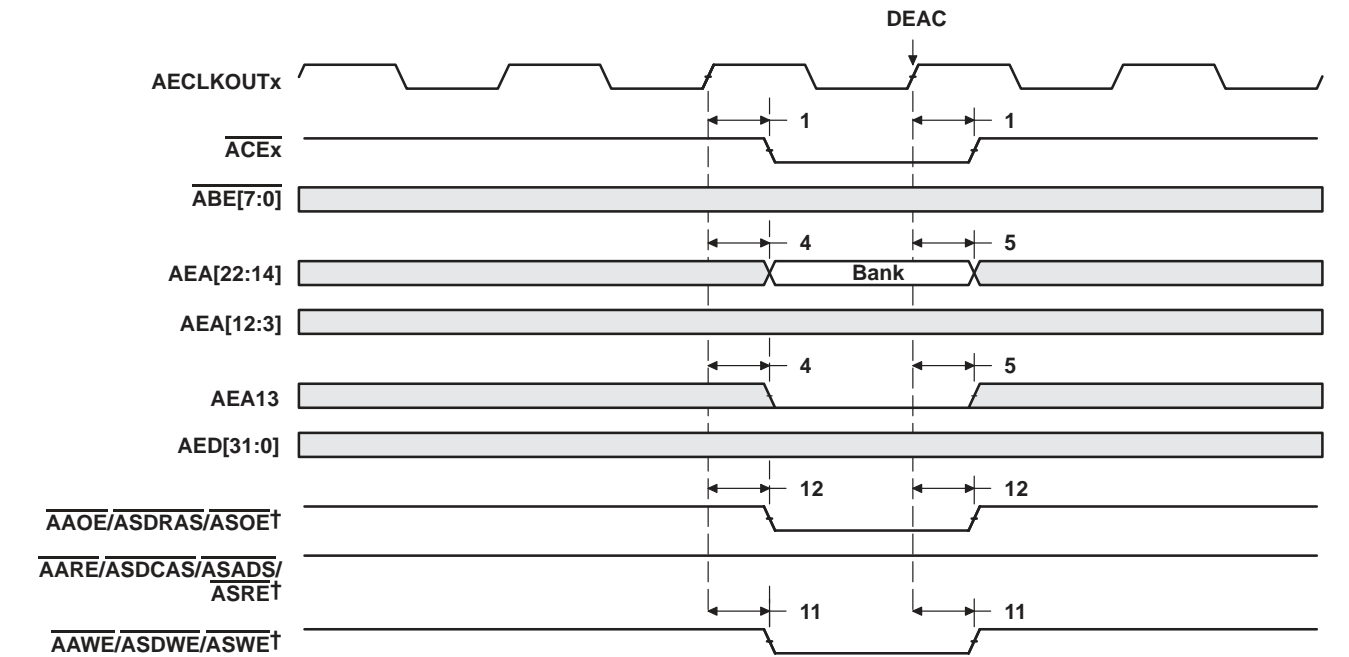 DEAC
AECLKOUTx
1 1
ACEx
ABE[7:0]
4 5
AEA[22:14] Bank
AEA[12:3]
4 5
AEA13
AED[31:0]
12 12
AAOE/ASDRAS/ASOE†
AARE/ASDCAS/ASADS/
ASRE†
11 11
AAWE/ASDWE/ASWE†